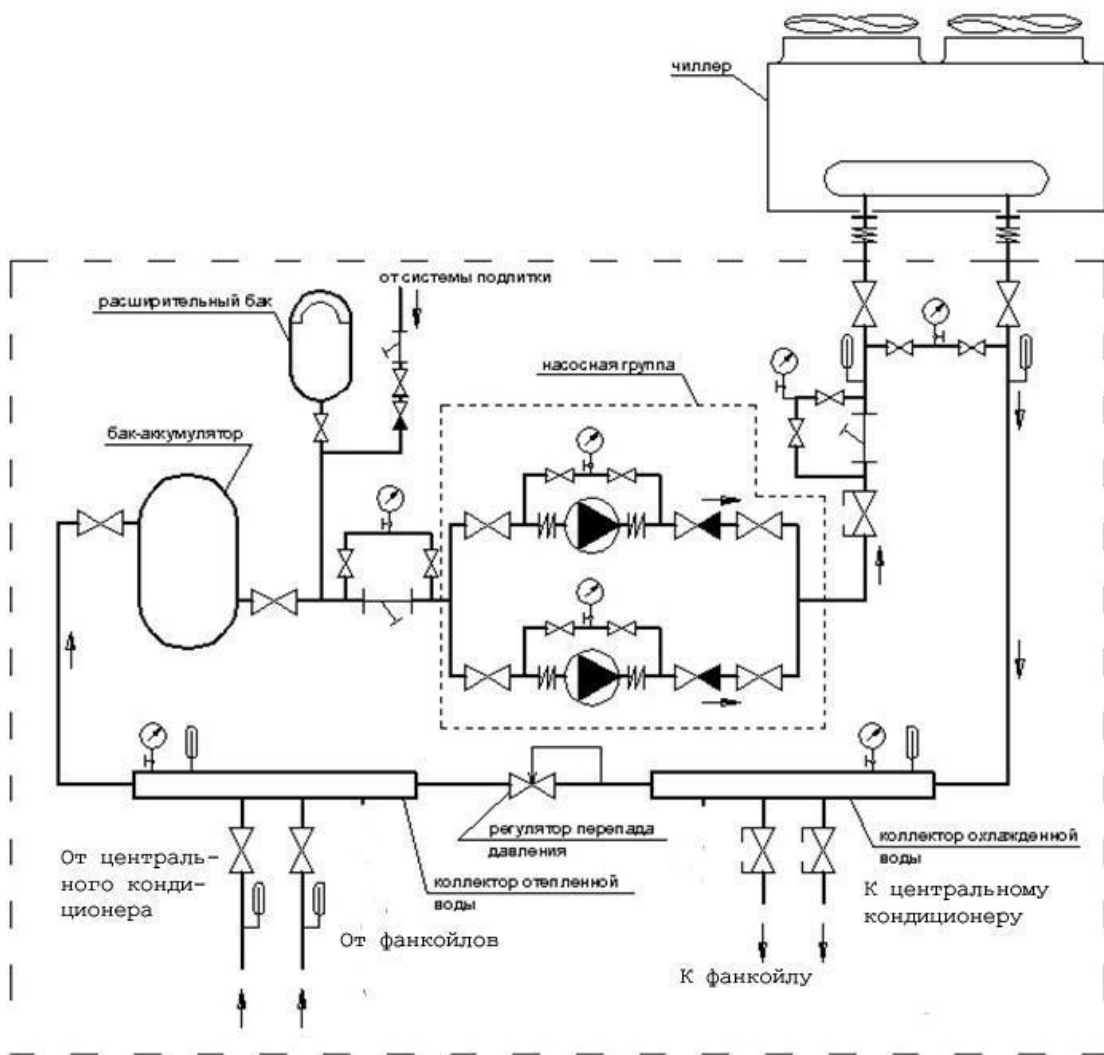 чиллер
от системы подпитки
расширительный бак
насосная группа
бак-аккумулятор
регулятор перепада
давления
коллектор охлажденной
воды
От централь-
ного конди-
ционера
коллектор отепленной
воды
К центральному
кондиционеру
От фанкойлов
К фанкойлу